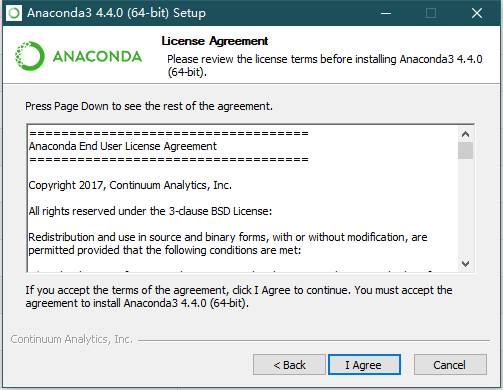 Anaconda3 4.4.0 (64-bit) Setup
ANACONDA
License Agreement
Please review the license terms before installing Anaconda3 4.4.0
(64-bit).
Press Page Down to see the rest of the agreement.
=====================================
Anaconda End User License Agreement
=====================================
Copyright 2017, Continuum Analytics, Inc.
All rights reserved under the 3-clause BSD License:
Redistribution and use in source and binary forms, with or without modification, are
permitted provided that the following conditions are met:
If you accept the terms of the agreement, click I Agree to continue. You must accept the
agreement to install Anaconda3 4.4.0 (64-bit).
Continuum Analytics, Inc.
< Back
I Agree
Cancel